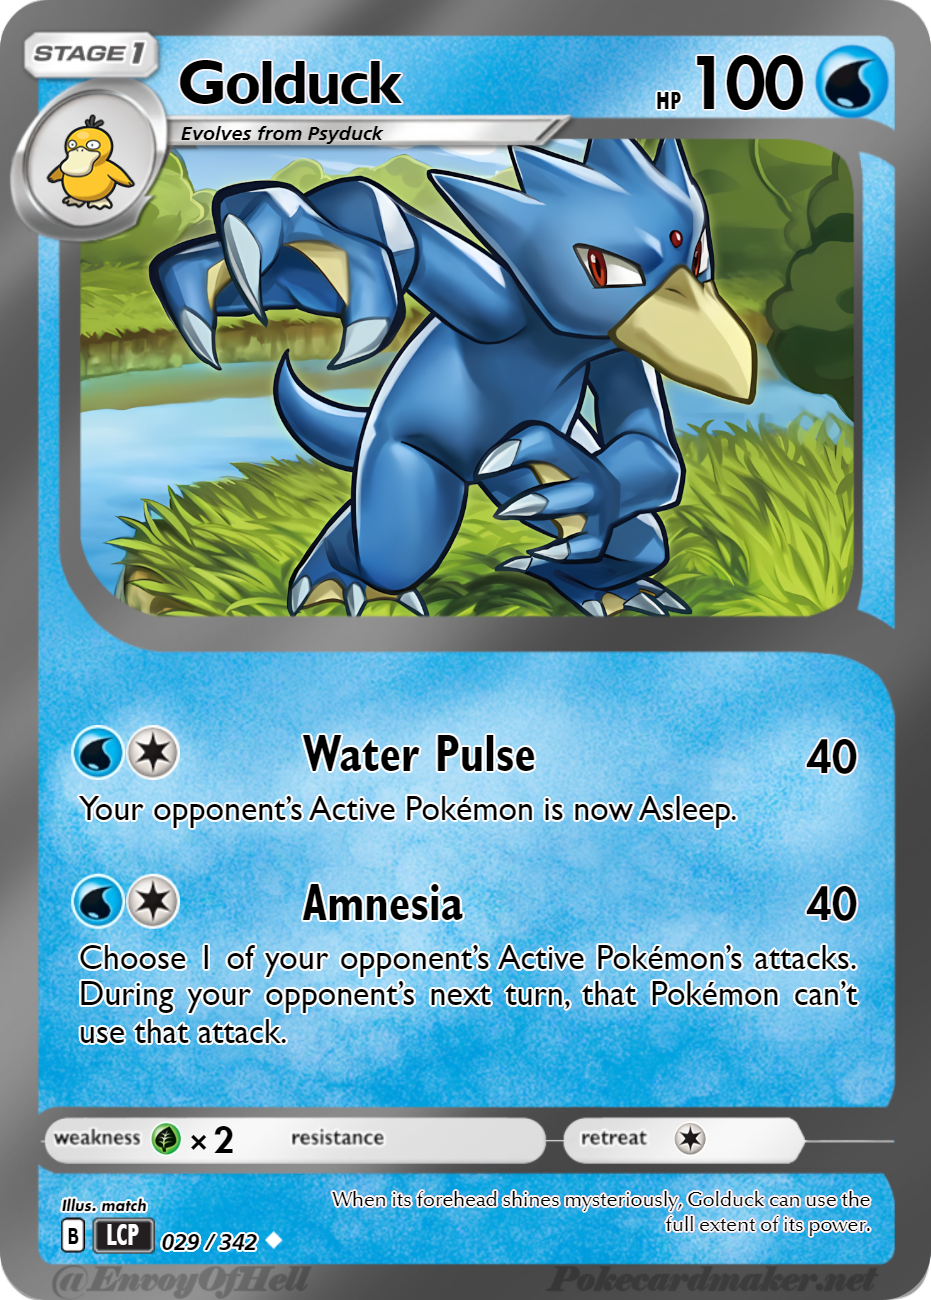 STAGE 1
Golduck
HP 100
Evolves from Psyduck
Water Pulse 40
Your opponent's Active Pokémon is now Asleep.
Amnesia 40
Choose 1 of your opponent's Active Pokémon's attacks.
During your opponent's next turn, that Pokémon can't
use that attack.
weakness × 2 resistance retreat
Illus. match
When its forehead shines mysteriously, Golduck can use the
full extent of its power.
B LCP 029 / 342
@EnvoyOfHell Pokecardmaker.net